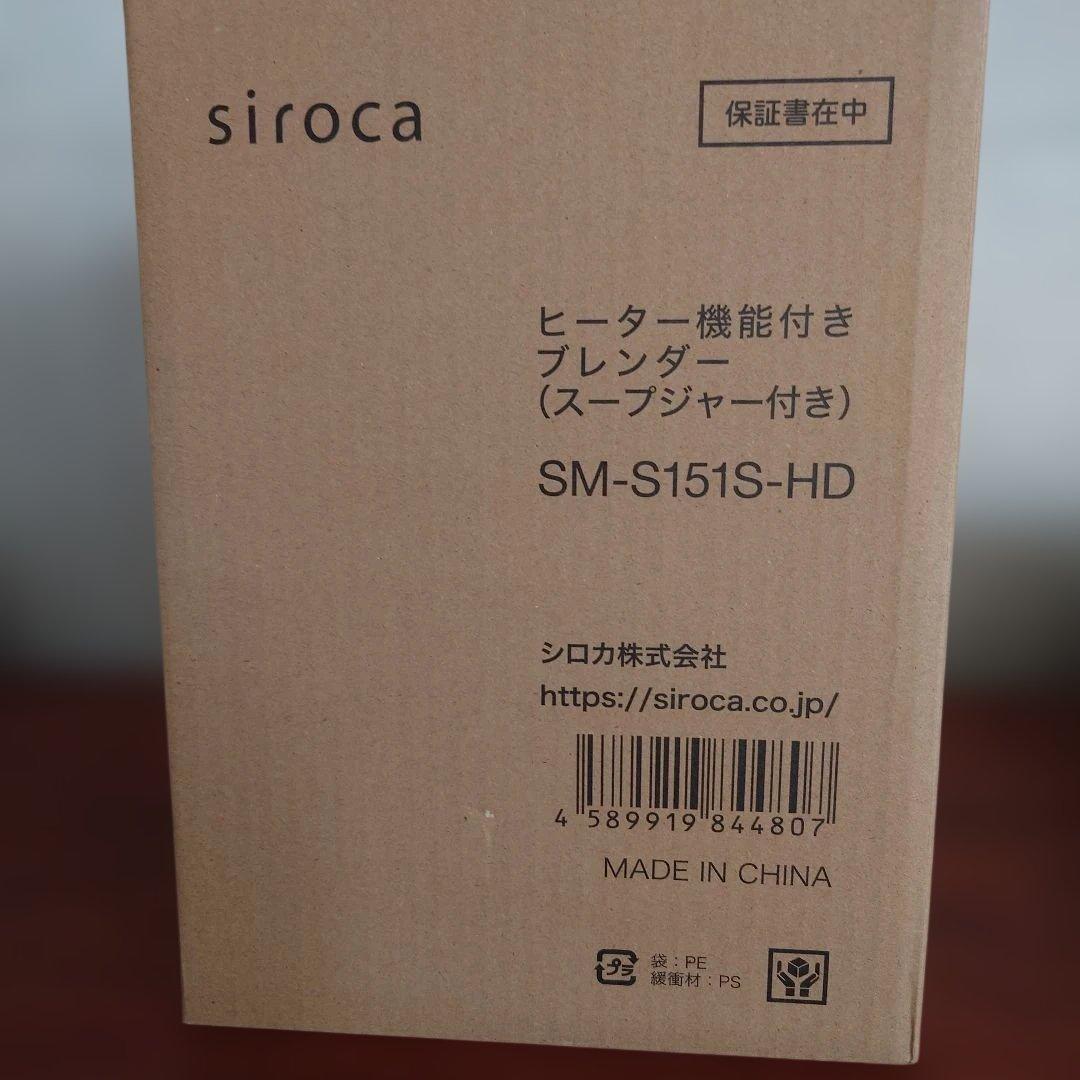 siroca
保証書在中
ヒーター機能付き
ブレンダー
(スープジャー付き)
SM-S151S-HD
シロカ株式会社
https://siroca.co.jp/
4 589919 844807
MADE IN CHINA
プラ
袋:PE
緩衝材:PS